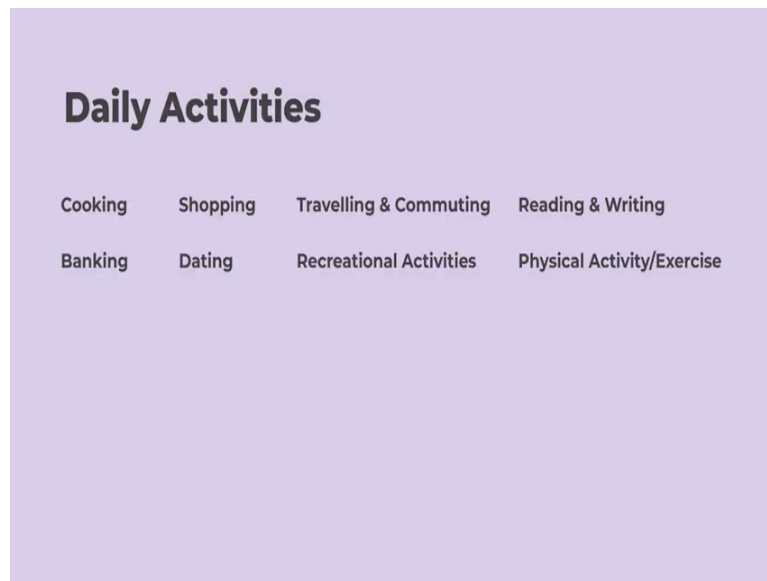 Daily Activities
Cooking Shopping Travelling & Commuting Reading & Writing
Banking Dating Recreational Activities Physical Activity/Exercise